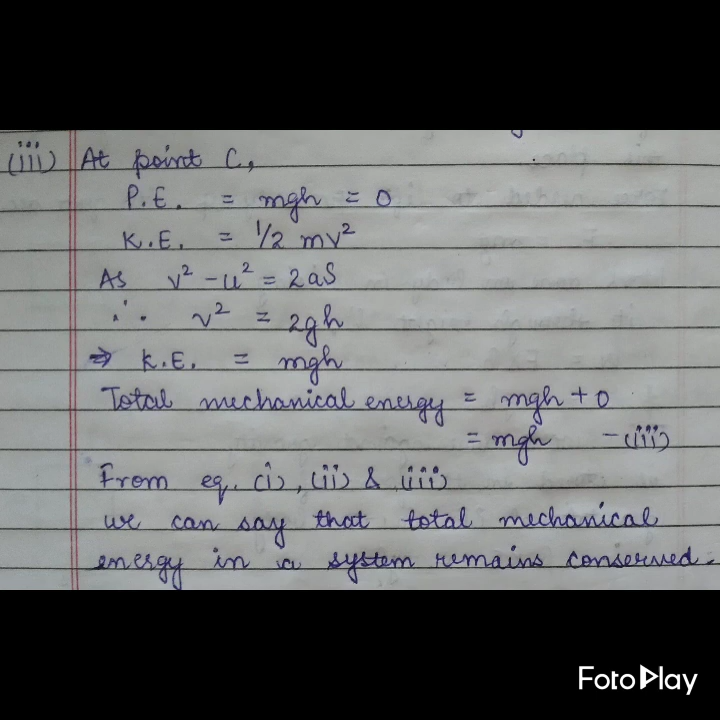 (iii) At point C,
P.E. = mgh = 0
K.E. = 1/2 mv²
As v² - u² = 2aS
∴ v² = 2gh
⇒ K.E. = mgh
Total mechanical energy = mgh + 0
= mgh - (iii)
From eq. (i), (ii) & (iii)
we can say that total mechanical
energy in a system remains conserved.
FotoPlay